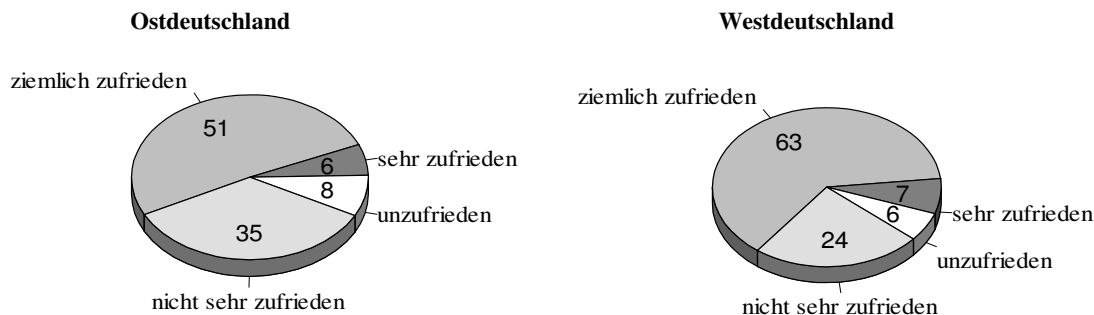 Ostdeutschland
ziemlich zufrieden
51
6
sehr zufrieden
8
unzufrieden
35
nicht sehr zufrieden
Westdeutschland
ziemlich zufrieden
63
7
sehr zufrieden
6
unzufrieden
24
nicht sehr zufrieden